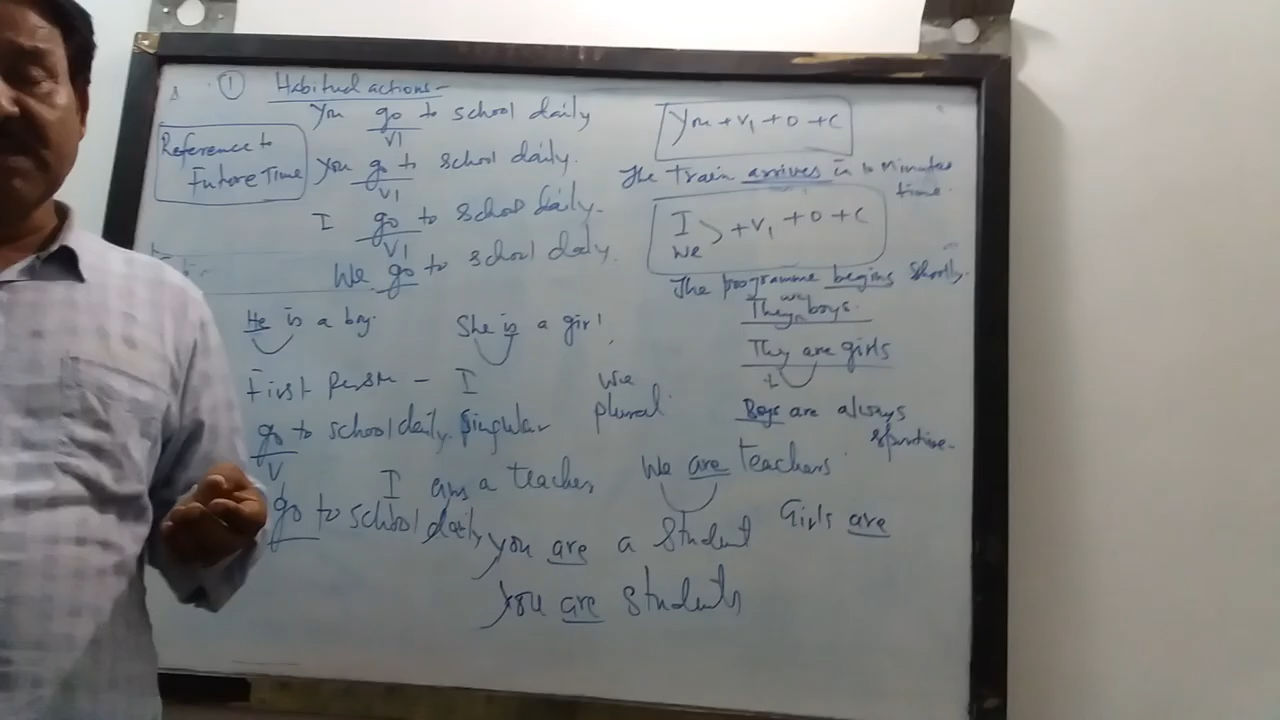 ① Habitual actions-
You go to school daily
V1
You + V1 + O + C
Reference to
Future Time
You go to school daily.
V1
The train arrives in 10 minutes
time.
I go to school daily.
V1
I
We > + V1 + O + C
We go to school daily.
The programme begins shortly.
He is a boy.
She is a girl
They boys.
They are girls
First person - I
We
go to school daily.
V
Singular
plural
Boys are always
I am a teacher
We are teachers
go to school daily
You are a student
Girls are
You are students